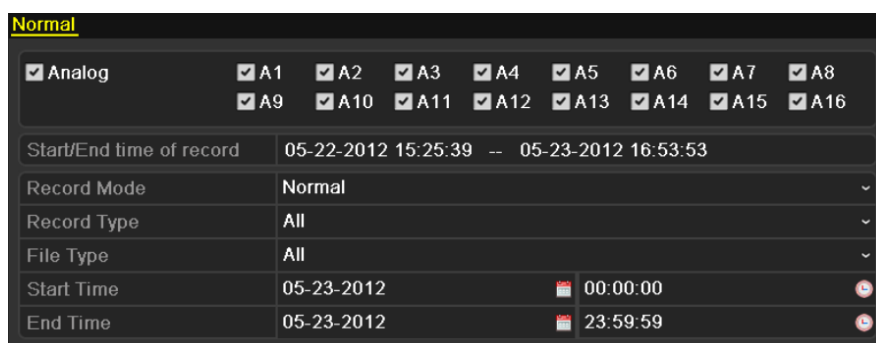 Normal
Analog A1 A2 A3 A4 A5 A6 A7 A8
A9 A10 A11 A12 A13 A14 A15 A16
Start/End time of record 05-22-2012 15:25:39 -- 05-23-2012 16:53:53
Record Mode Normal
Record Type All
File Type All
Start Time 05-23-2012 00:00:00
End Time 05-23-2012 23:59:59